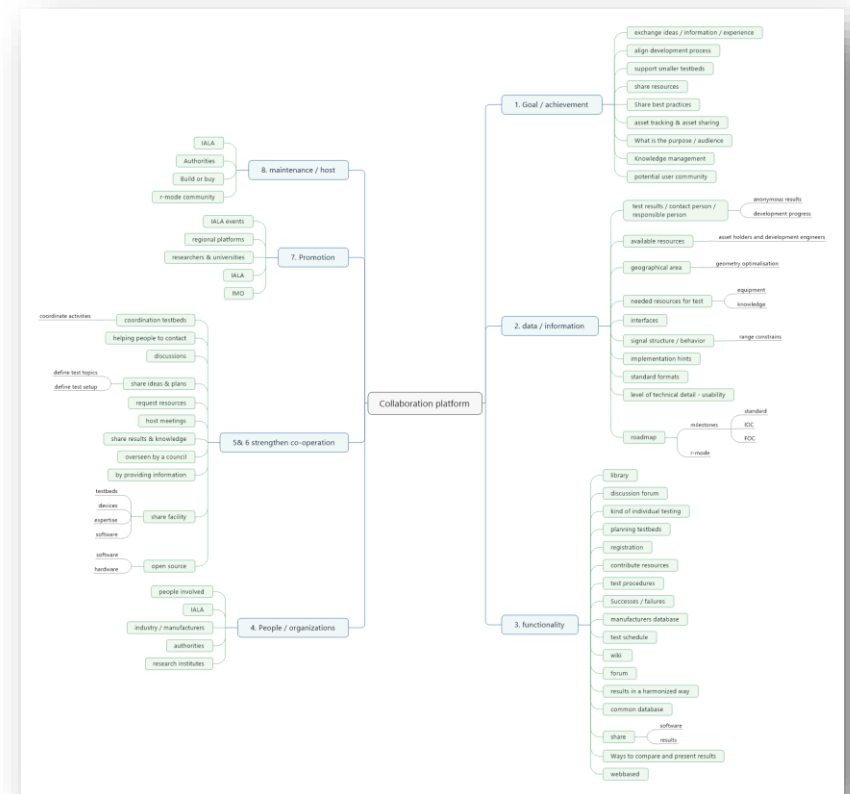 Collaboration platform
1. Goal / achievement
exchange ideas / information / experience
align development process
support smaller testbeds
share resources
Share best practices
asset tracking & asset sharing
What is the purpose / audience
Knowledge management
potential user community
2. data / information
test results / contact person /
responsible person
anonymous results
development progress
available resources
asset holders and development engineers
geographical area
geometry optimalisation
needed resources for test
equipment
knowledge
interfaces
signal structure / behavior
range constrains
implementation hints
standard formats
level of technical detail - usability
roadmap
milestones
standard
IOC
FOC
r-mode
3. functionality
library
discussion forum
kind of individual testing
planning testbeds
registration
contribute resources
test procedures
Successes / failures
manufacturers database
test schedule
wiki
forum
results in a harmonized way
common database
share
software
results
Ways to compare and present results
webbased
8. maintenance / host
IALA
Authorities
Build or buy
r-mode community
7. Promotion
IALA events
regional platforms
researchers & universities
IALA
IMO
5& 6 strengthen co-operation
coordination testbeds
coordinate activities
helping people to contact
discussions
share ideas & plans
define test topics
define test setup
request resources
host meetings
share results & knowledge
overseen by a council
by providing information
share facility
testbeds
devices
expertise
software
open source
software
hardware
4. People / organizations
people involved
IALA
industry / manufacturers
authorities
research institutes